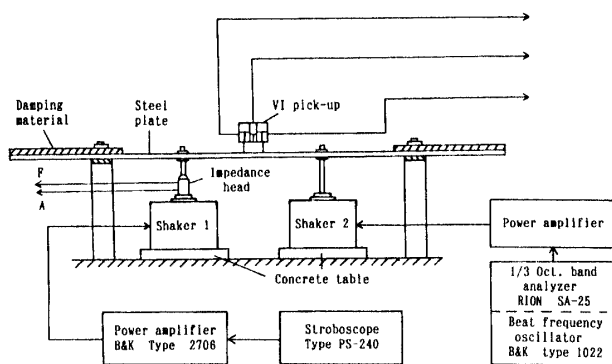 VI pick-up
Damping
material
Steel
plate
F
A
Impedance
head
Shaker 1
Shaker 2
Power amplifier
Concrete table
1/3 Oct. band
analyzer
RION SA-25
Beat frequency
oscillator
B&K type 1022
Power amplifier
B&K Type 2706
Stroboscope
Type PS-240